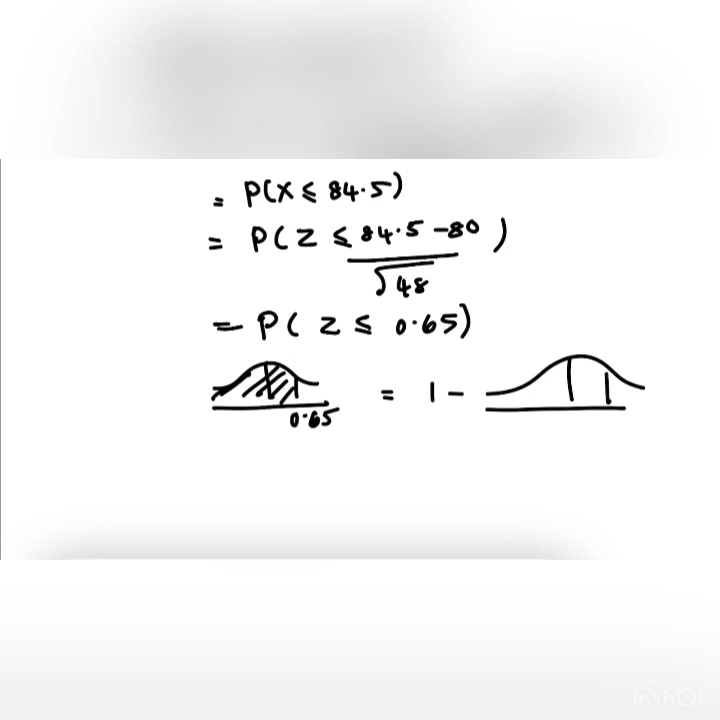 = P(X ≤ 84.5)
= P(Z ≤ (84.5 - 80) / √48)
= P(Z ≤ 0.65)
= 1 -
0.65
InShOt